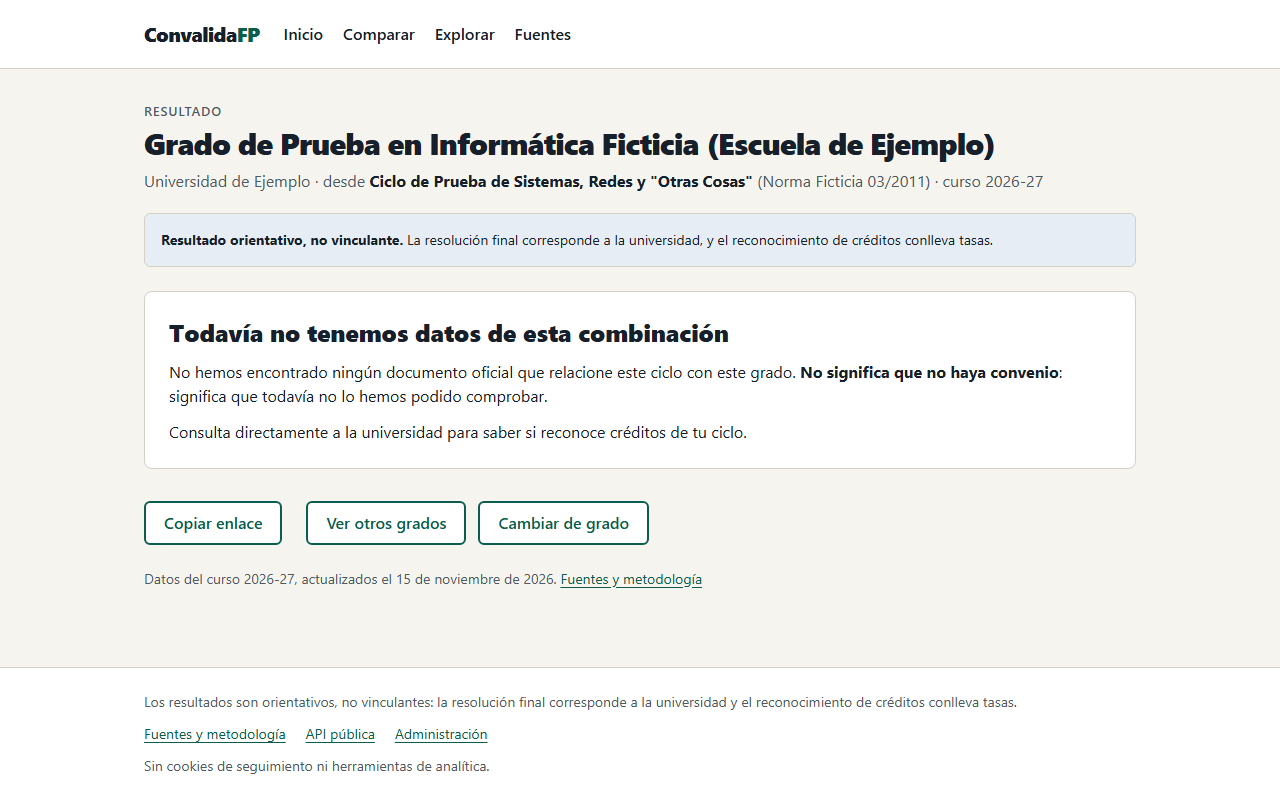 ConvalidaFP Inicio Comparar Explorar Fuentes
RESULTADO
Grado de Prueba en Informática Ficticia (Escuela de Ejemplo)
Universidad de Ejemplo · desde Ciclo de Prueba de Sistemas, Redes y "Otras Cosas" (Norma Ficticia 03/2011) · curso 2026-27
Resultado orientativo, no vinculante. La resolución final corresponde a la universidad, y el reconocimiento de créditos conlleva tasas.
Todavía no tenemos datos de esta combinación
No hemos encontrado ningún documento oficial que relacione este ciclo con este grado. No significa que no haya convenio:
significa que todavía no lo hemos podido comprobar.
Consulta directamente a la universidad para saber si reconoce créditos de tu ciclo.
Copiar enlace Ver otros grados Cambiar de grado
Datos del curso 2026-27, actualizados el 15 de noviembre de 2026. Fuentes y metodología
Los resultados son orientativos, no vinculantes: la resolución final corresponde a la universidad y el reconocimiento de créditos conlleva tasas.
Fuentes y metodología API pública Administración
Sin cookies de seguimiento ni herramientas de analítica.